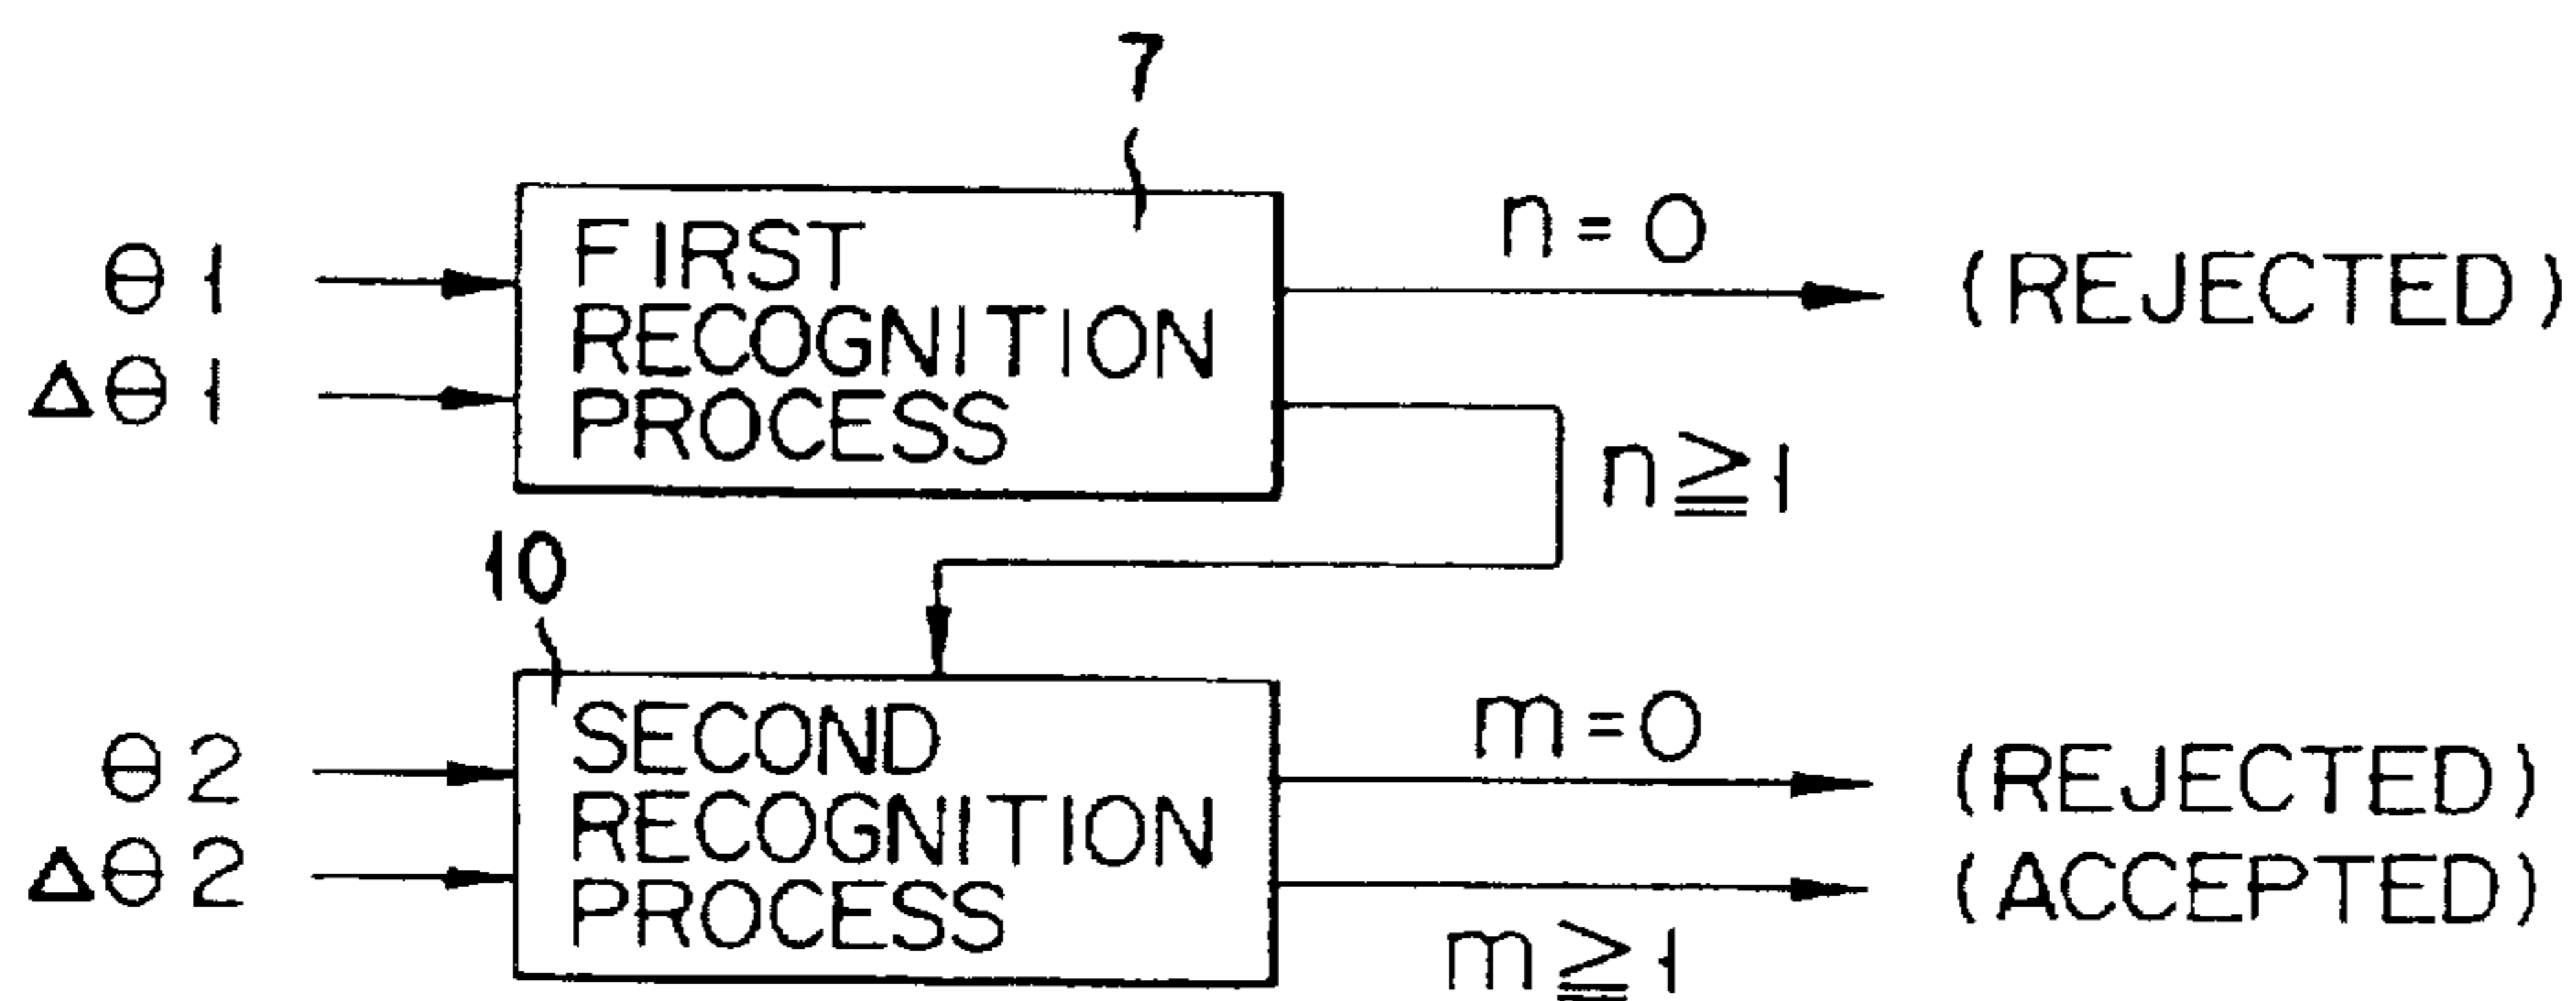 7
θ1
Δθ1
FIRST
RECOGNITION
PROCESS
n=0
(REJECTED)
n≧1
10
θ2
Δθ2
SECOND
RECOGNITION
PROCESS
m=0
(REJECTED)
(ACCEPTED)
m≧1